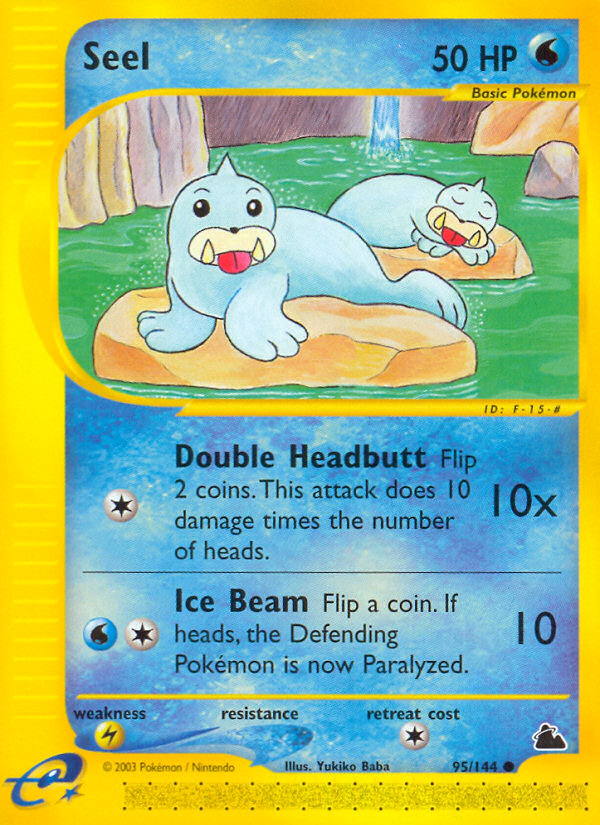 Seel
50 HP
Basic Pokémon
ID: F-15-#
Double Headbutt Flip
2 coins. This attack does 10
damage times the number
of heads.
10x
Ice Beam Flip a coin. If
heads, the Defending
Pokémon is now Paralyzed.
10
weakness resistance retreat cost
© 2003 Pokémon / Nintendo Illus. Yukiko Baba 95/144
e